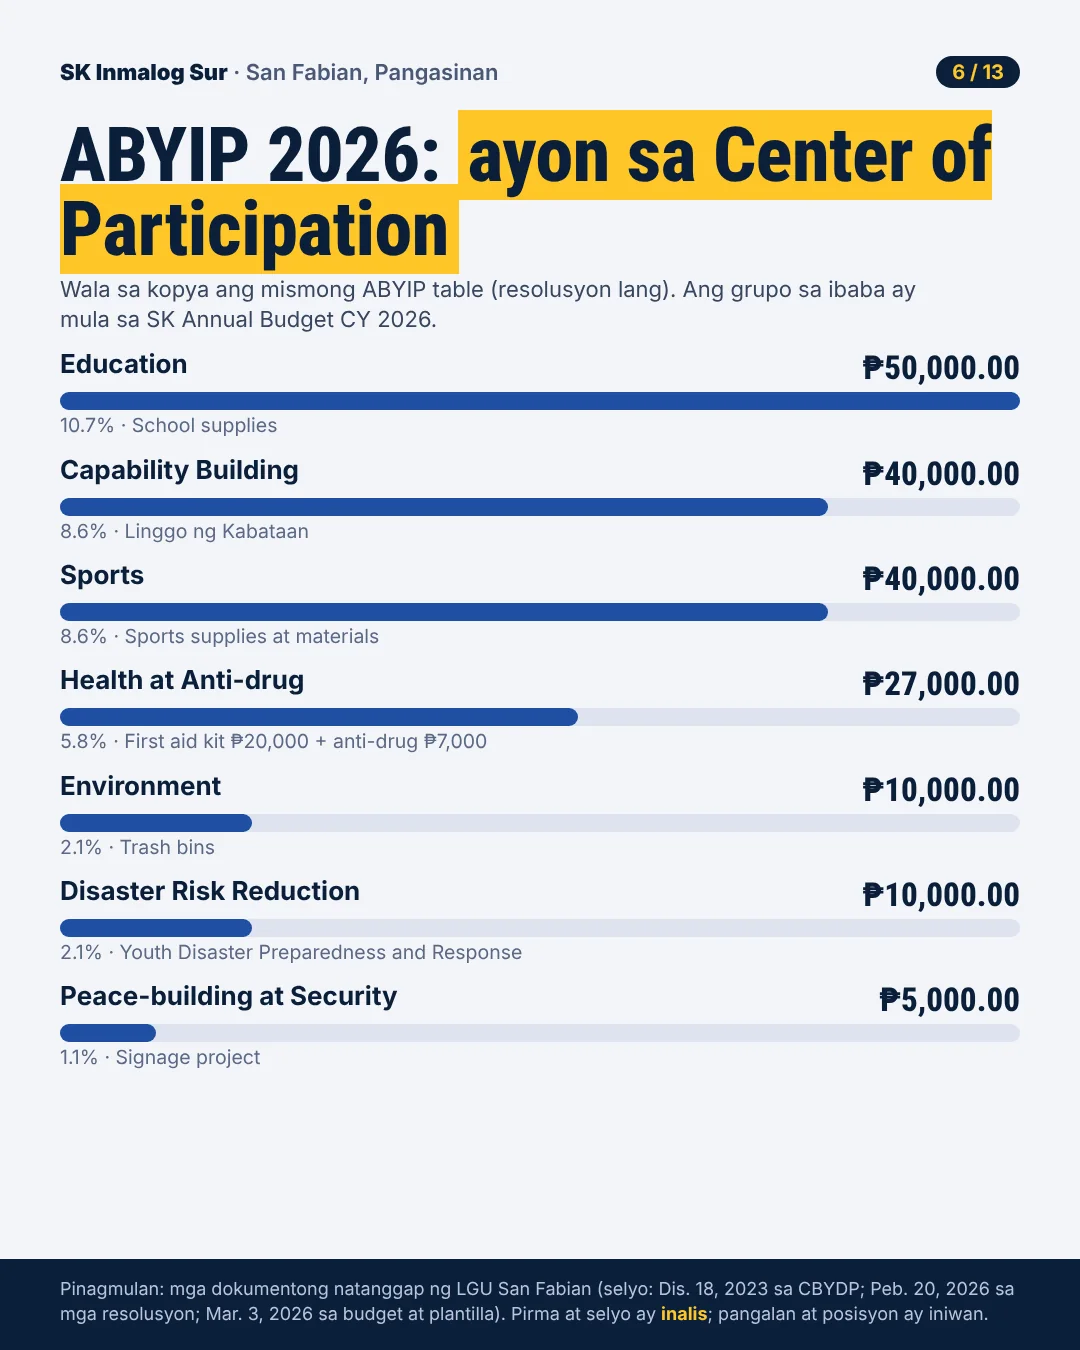 SK Inmalog Sur · San Fabian, Pangasinan
6 / 13
ABYIP 2026: ayon sa Center of
Participation
Wala sa kopya ang mismong ABYIP table (resolusyon lang). Ang grupo sa ibaba ay
mula sa SK Annual Budget CY 2026.
Education
₱50,000.00
10.7% · School supplies
Capability Building
₱40,000.00
8.6% · Linggo ng Kabataan
Sports
₱40,000.00
8.6% · Sports supplies at materials
Health at Anti-drug
₱27,000.00
5.8% · First aid kit ₱20,000 + anti-drug ₱7,000
Environment
₱10,000.00
2.1% · Trash bins
Disaster Risk Reduction
₱10,000.00
2.1% · Youth Disaster Preparedness and Response
Peace-building at Security
₱5,000.00
1.1% · Signage project
Pinagmulan: mga dokumentong natanggap ng LGU San Fabian (selyo: Dis. 18, 2023 sa CBYDP; Peb. 20, 2026 sa
mga resolusyon; Mar. 3, 2026 sa budget at plantilla). Pirma at selyo ay inalis; pangalan at posisyon ay iniwan.